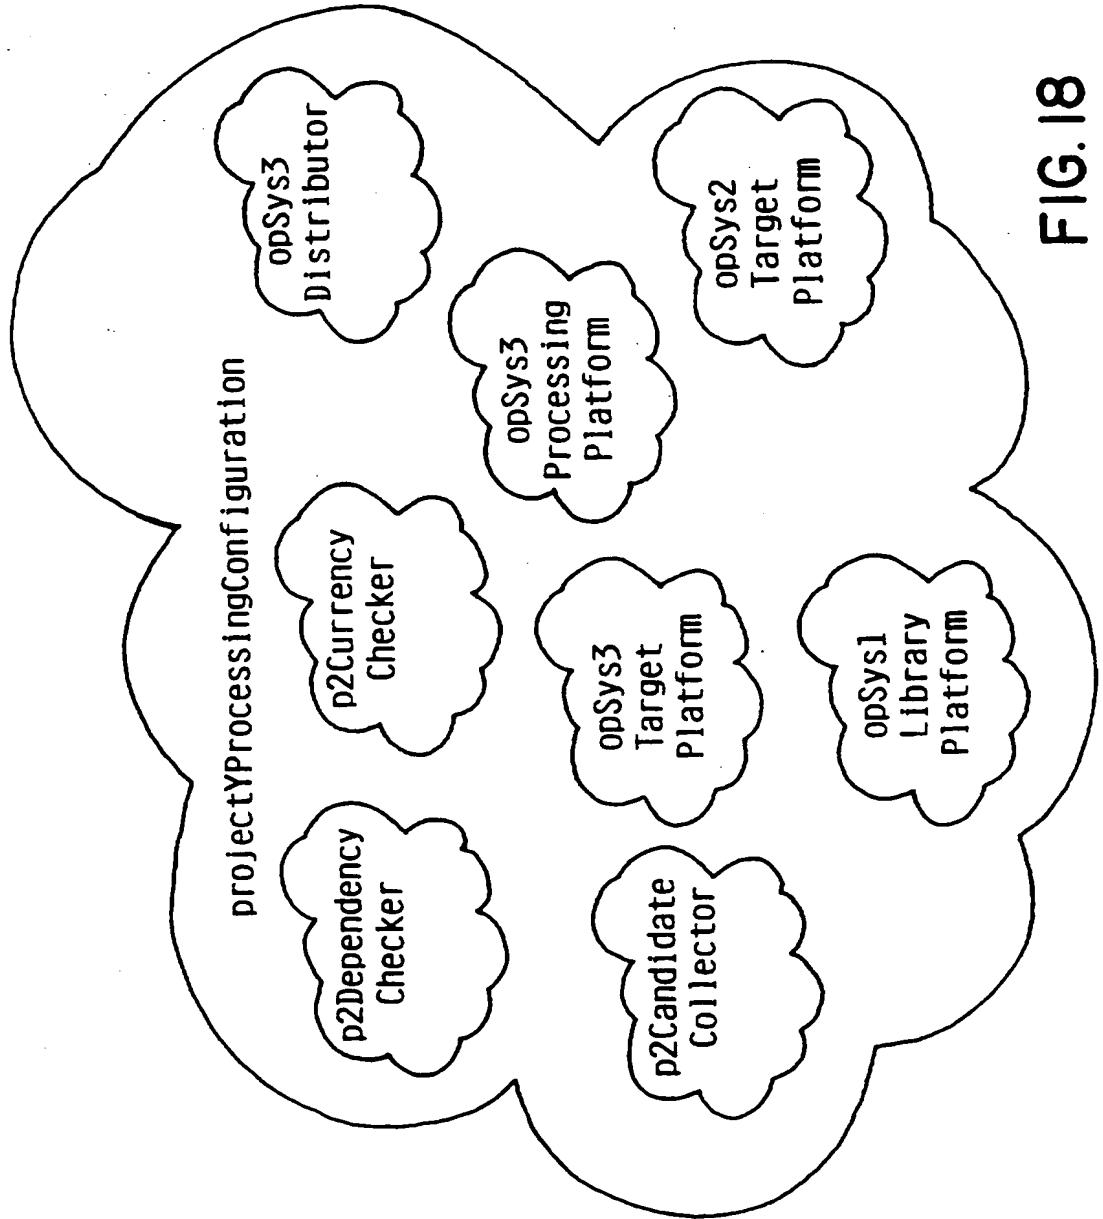 projectYProcessingConfiguration
p2Dependency
Checker
p2Currency
Checker
opSys3
Distributor
p2Candidate
Collector
opSys3
Target
Platform
opSys3
Processing
Platform
opSys1
Library
Platform
opSys2
Target
Platform
FIG. 18